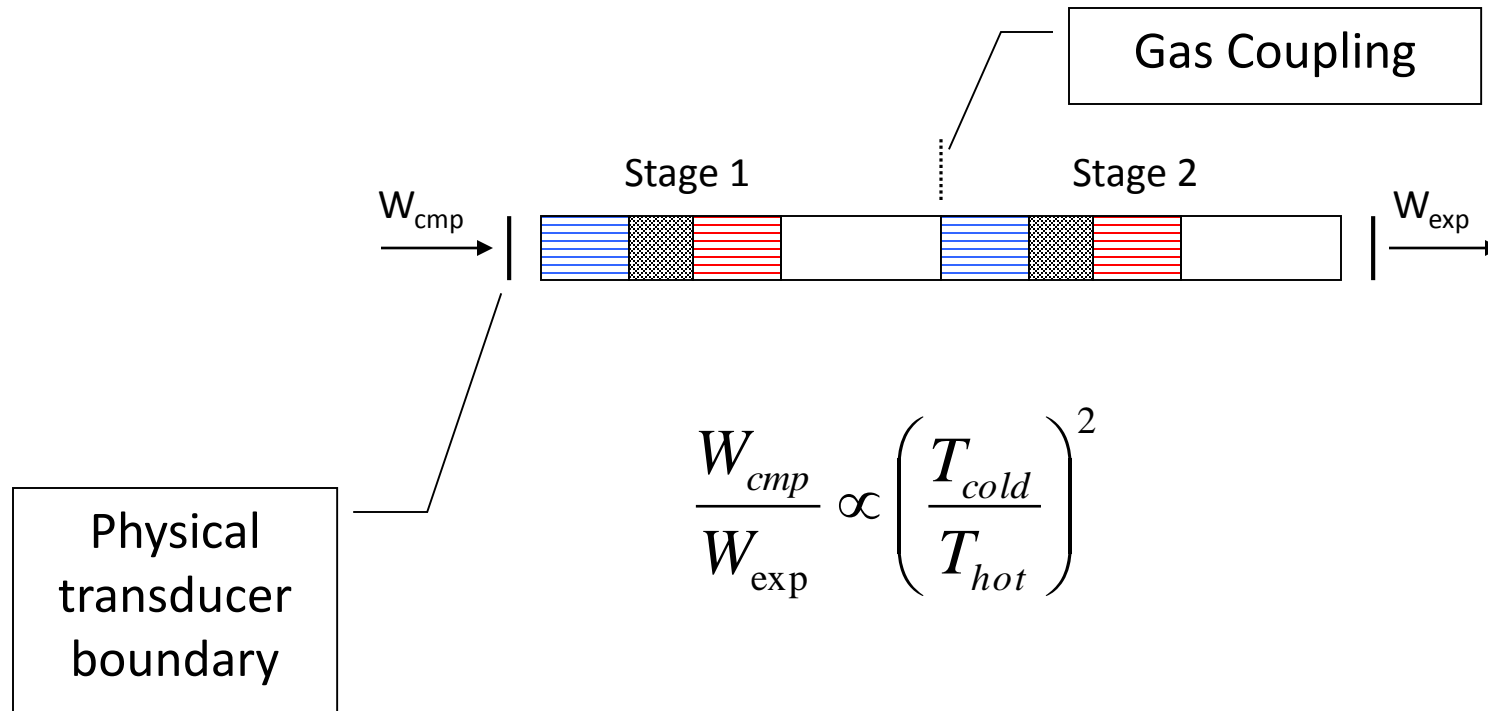 Gas Coupling
Stage 1
Stage 2
W_cmp
W_exp
W_cmp / W_exp ∝ (T_cold / T_hot)^2
Physical
transducer
boundary